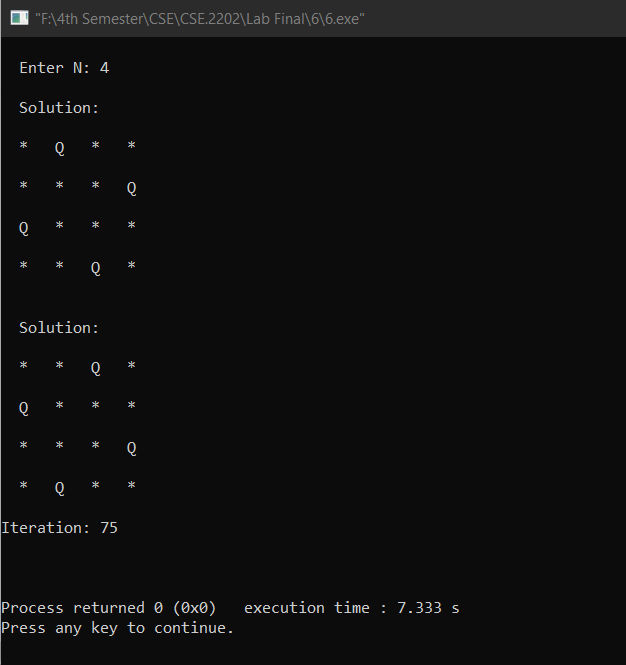 "F:\4th Semester\CSE\CSE.2202\Lab Final\6\6.exe"
Enter N: 4
Solution:
* Q * *
* * * Q
Q * * *
* * Q *
Solution:
* * Q *
Q * * *
* * * Q
* Q * *
Iteration: 75
Process returned 0 (0x0)   execution time : 7.333 s
Press any key to continue.